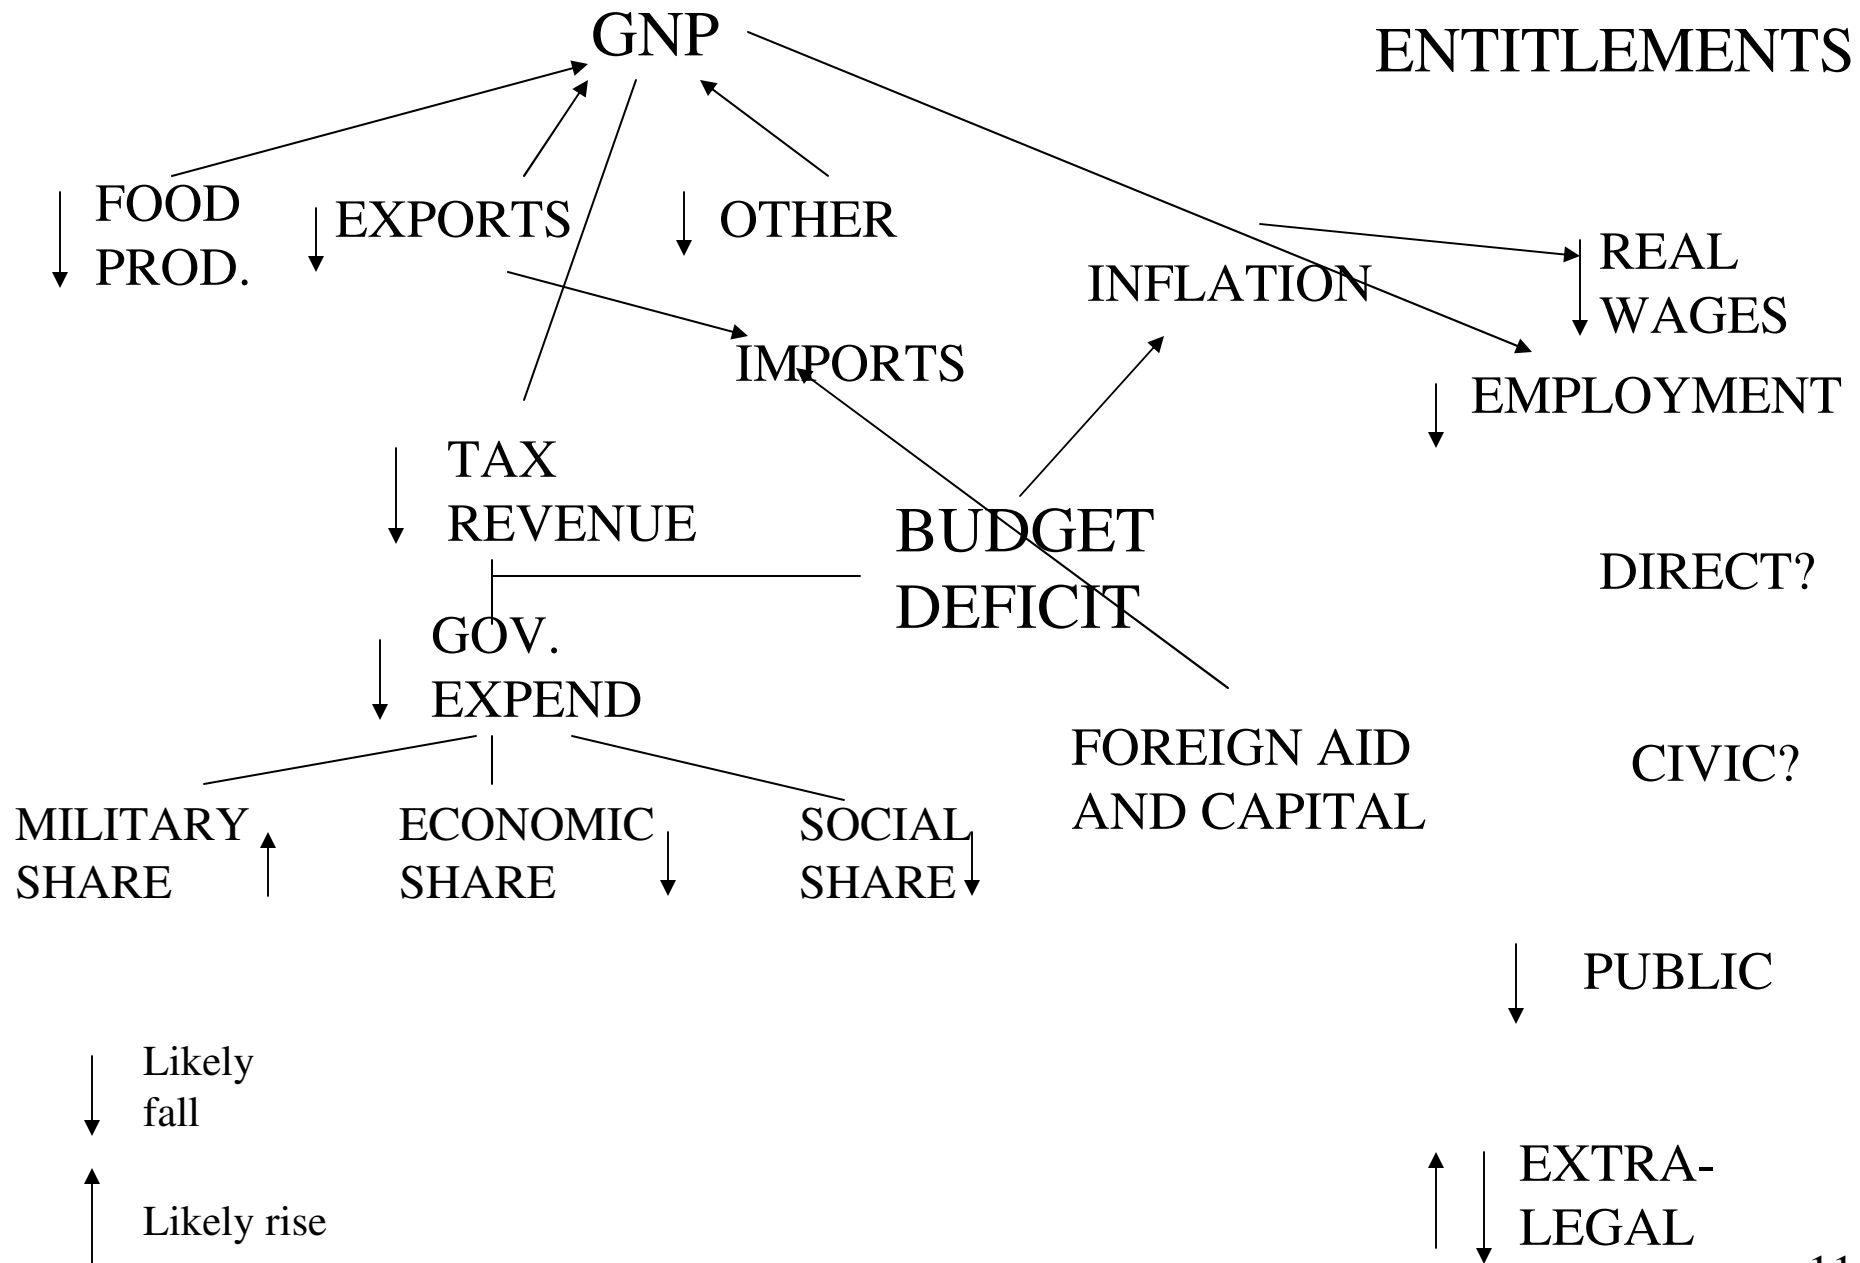 GNP
ENTITLEMENTS
FOOD
PROD.
EXPORTS
OTHER
INFLATION
REAL
WAGES
IMPORTS
EMPLOYMENT
TAX
REVENUE
BUDGET
DEFICIT
DIRECT?
GOV.
EXPEND
FOREIGN AID
AND CAPITAL
CIVIC?
MILITARY
SHARE
ECONOMIC
SHARE
SOCIAL
SHARE
PUBLIC
Likely
fall
Likely rise
EXTRA-
LEGAL
11